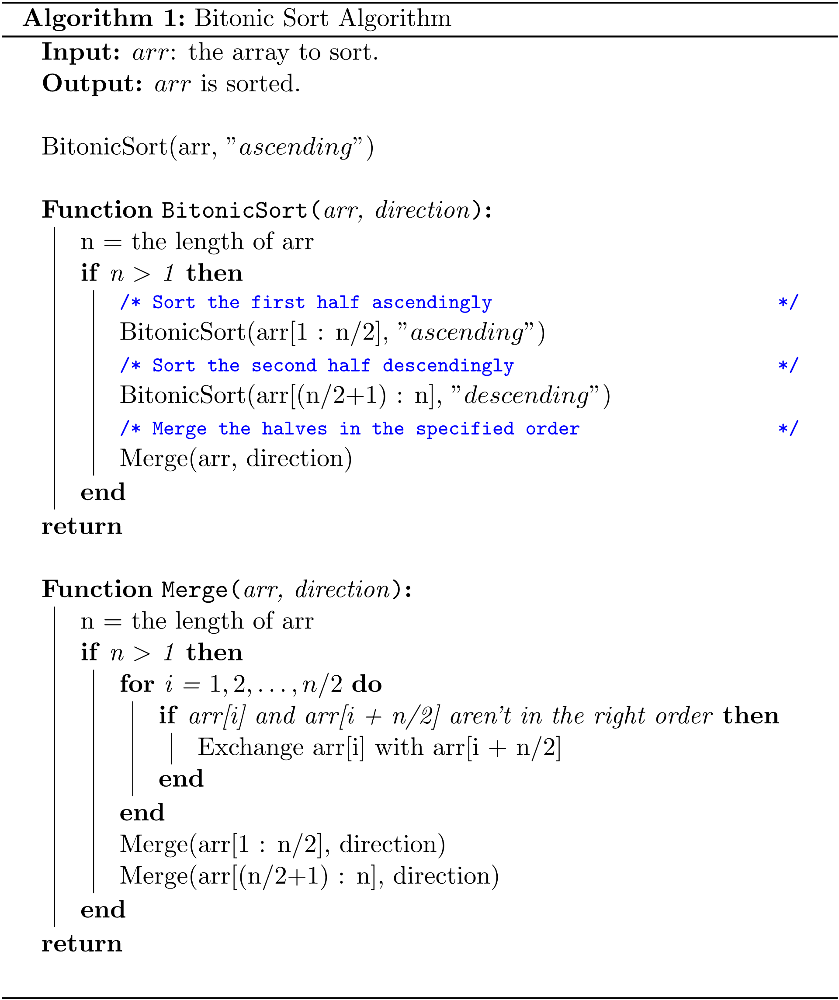 Algorithm 1: Bitonic Sort Algorithm
Input: arr: the array to sort.
Output: arr is sorted.
BitonicSort(arr, ”ascending”)
Function BitonicSort(arr, direction):
n = the length of arr
if n > 1 then
/* Sort the first half ascendingly */
BitonicSort(arr[1 : n/2], ”ascending”)
/* Sort the second half descendingly */
BitonicSort(arr[(n/2+1) : n], ”descending”)
/* Merge the halves in the specified order */
Merge(arr, direction)
end
return
Function Merge(arr, direction):
n = the length of arr
if n > 1 then
for i = 1, 2, . . . , n/2 do
if arr[i] and arr[i + n/2] aren’t in the right order then
Exchange arr[i] with arr[i + n/2]
end
end
Merge(arr[1 : n/2], direction)
Merge(arr[(n/2+1) : n], direction)
end
return